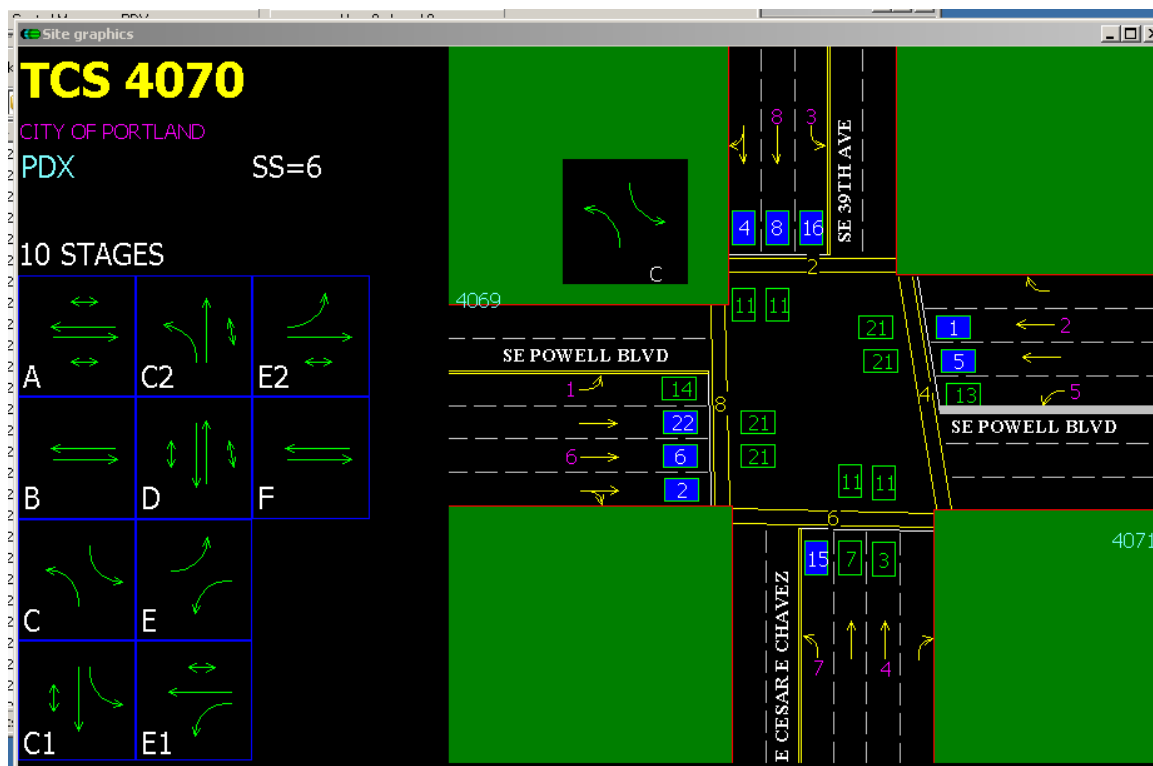 Site graphics
TCS 4070
CITY OF PORTLAND
PDX
SS=6
10 STAGES
A
C2
E2
B
D
F
C
E
C1
E1
C
4069
8
3
SE 39TH AVE
4
8
16
2
11
11
21
21
1
2
5
13
5
4
SE POWELL BLVD
SE POWELL BLVD
1
14
22
6
6
2
8
21
21
11
11
6
15
7
3
7
4
E CESARE CHAVEZ
4071